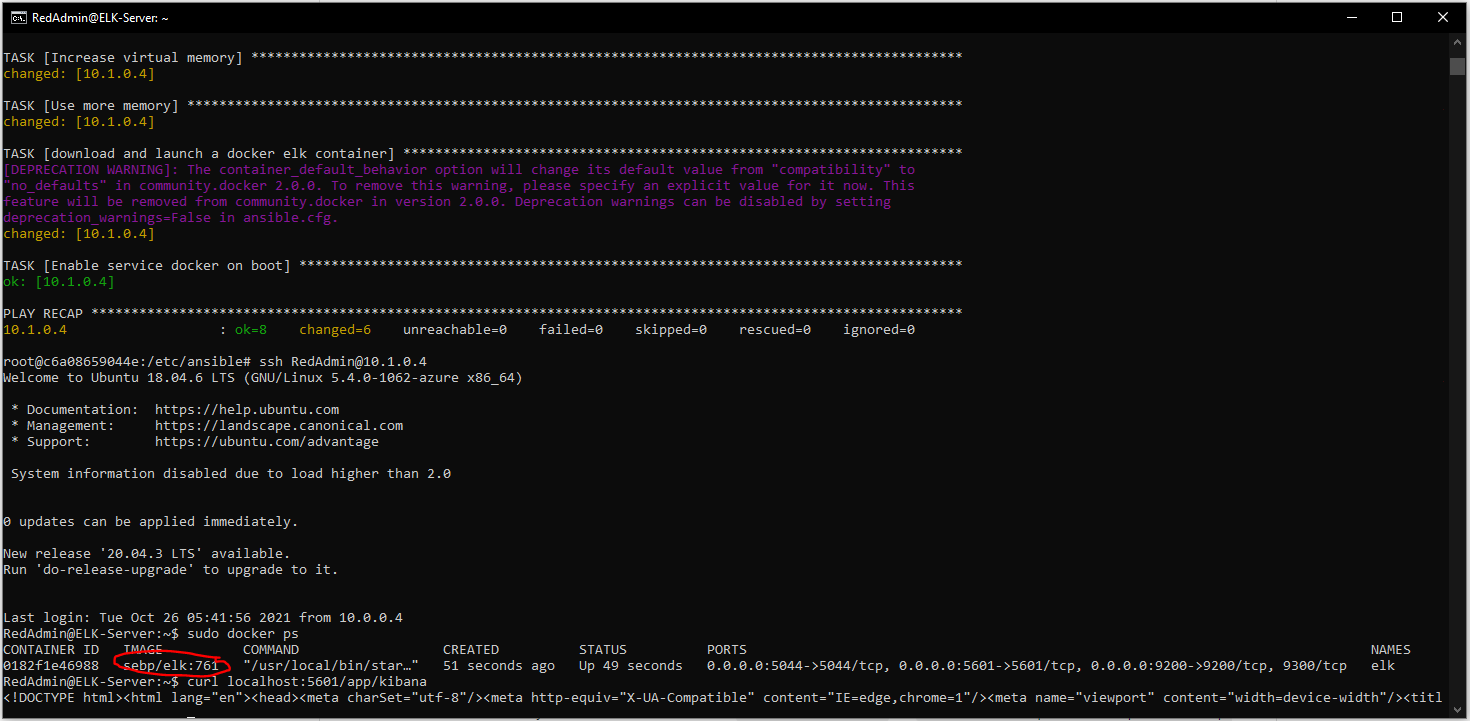 RedAdmin@ELK-Server: ~
TASK [Increase virtual memory] *****************************************************************************************
changed: [10.1.0.4]
TASK [Use more memory] *************************************************************************************************
changed: [10.1.0.4]
TASK [download and launch a docker elk container] **********************************************************************
[DEPRECATION WARNING]: The container_default_behavior option will change its default value from "compatibility" to
"no_defaults" in community.docker 2.0.0. To remove this warning, please specify an explicit value for it now. This
feature will be removed from community.docker in version 2.0.0. Deprecation warnings can be disabled by setting
deprecation_warnings=False in ansible.cfg.
changed: [10.1.0.4]
TASK [Enable service docker on boot] ***********************************************************************************
ok: [10.1.0.4]
PLAY RECAP *************************************************************************************************************
10.1.0.4                   : ok=8    changed=6    unreachable=0    failed=0    skipped=0    rescued=0    ignored=0
root@c6a08659044e:/etc/ansible# ssh RedAdmin@10.1.0.4
Welcome to Ubuntu 18.04.6 LTS (GNU/Linux 5.4.0-1062-azure x86_64)
* Documentation:  https://help.ubuntu.com
* Management:     https://landscape.canonical.com
* Support:        https://ubuntu.com/advantage
System information disabled due to load higher than 2.0
0 updates can be applied immediately.
New release '20.04.3 LTS' available.
Run 'do-release-upgrade' to upgrade to it.
Last login: Tue Oct 26 05:41:56 2021 from 10.0.0.4
RedAdmin@ELK-Server:~$ sudo docker ps
CONTAINER ID   IMAGE          COMMAND                  CREATED          STATUS          PORTS                                                                              NAMES
0182f1e46988   sebp/elk:761   "/usr/local/bin/star…"   51 seconds ago   Up 49 seconds   0.0.0.0:5044->5044/tcp, 0.0.0.0:5601->5601/tcp, 0.0.0.0:9200->9200/tcp, 9300/tcp   elk
RedAdmin@ELK-Server:~$ curl localhost:5601/app/kibana
<!DOCTYPE html><html lang="en"><head><meta charSet="utf-8"/><meta http-equiv="X-UA-Compatible" content="IE=edge,chrome=1"/><meta name="viewport" content="width=device-width"/><titl